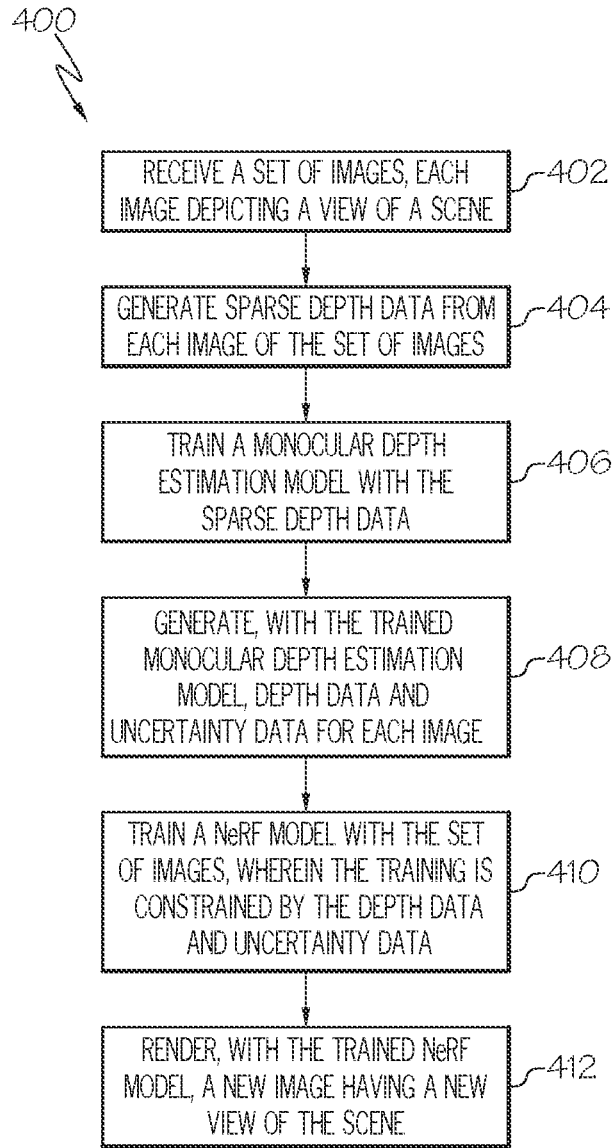 400
RECEIVE A SET OF IMAGES, EACH
IMAGE DEPICTING A VIEW OF A SCENE
402
GENERATE SPARSE DEPTH DATA FROM
EACH IMAGE OF THE SET OF IMAGES
404
TRAIN A MONOCULAR DEPTH
ESTIMATION MODEL WITH THE
SPARSE DEPTH DATA
406
GENERATE, WITH THE TRAINED
MONOCULAR DEPTH ESTIMATION
MODEL, DEPTH DATA AND
UNCERTAINTY DATA FOR EACH IMAGE
408
TRAIN A NeRF MODEL WITH THE SET
OF IMAGES, WHEREIN THE TRAINING IS
CONSTRAINED BY THE DEPTH DATA
AND UNCERTAINTY DATA
410
RENDER, WITH THE TRAINED NeRF
MODEL, A NEW IMAGE HAVING A NEW
VIEW OF THE SCENE
412